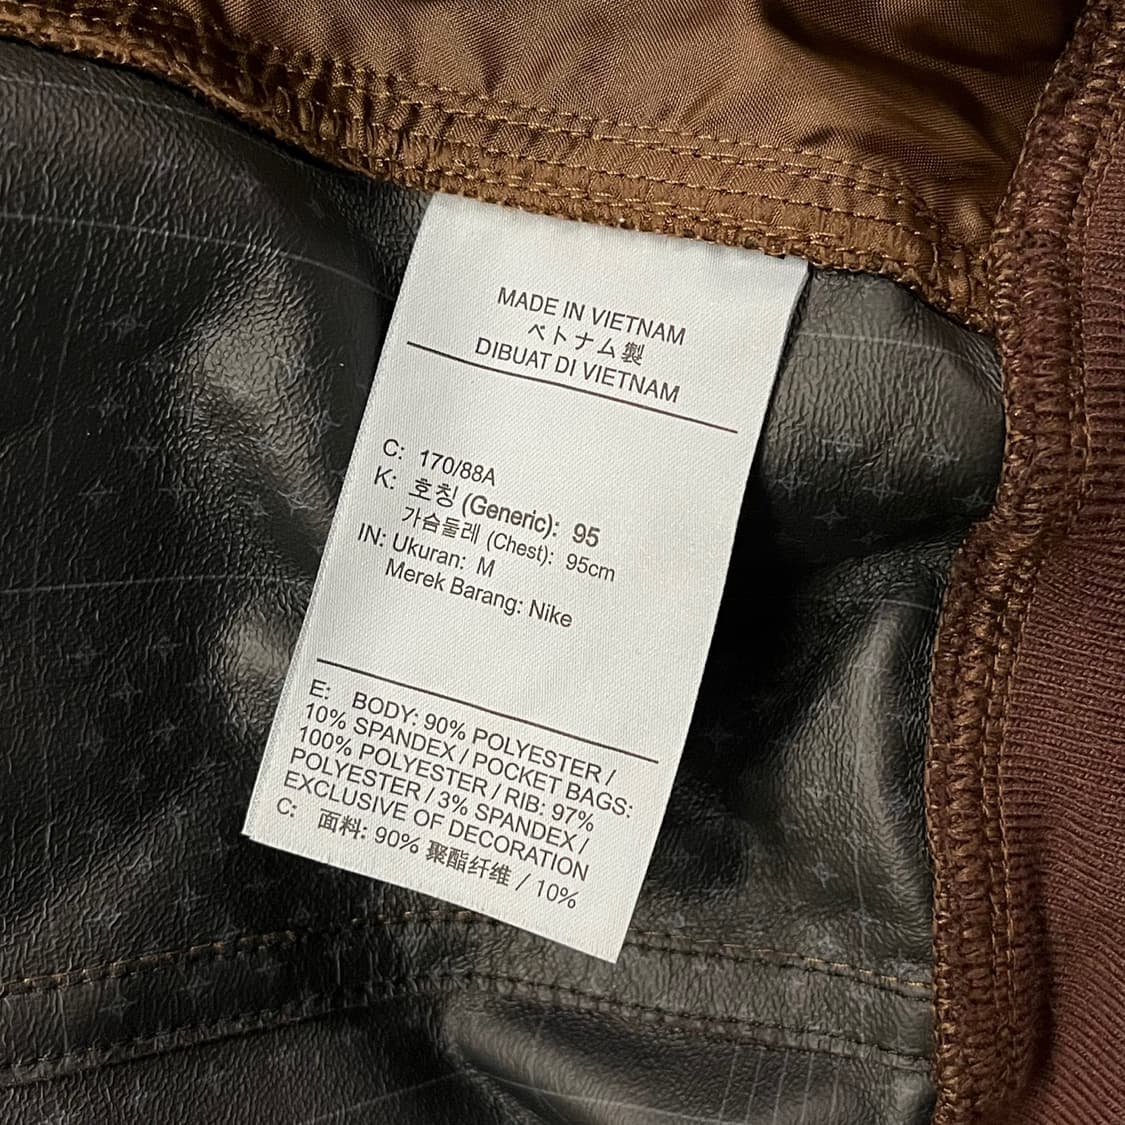 MADE IN VIETNAM
ベトナム製
DIBUAT DI VIETNAM
C: 170/88A
K: 호칭 (Generic): 95
가슴둘레 (Chest): 95cm
IN: Ukuran: M
Merek Barang: Nike
E: BODY: 90% POLYESTER /
10% SPANDEX / POCKET BAGS:
100% POLYESTER / RIB: 97%
POLYESTER / 3% SPANDEX /
EXCLUSIVE OF DECORATION
C: 面料: 90% 聚酯纤维 / 10%